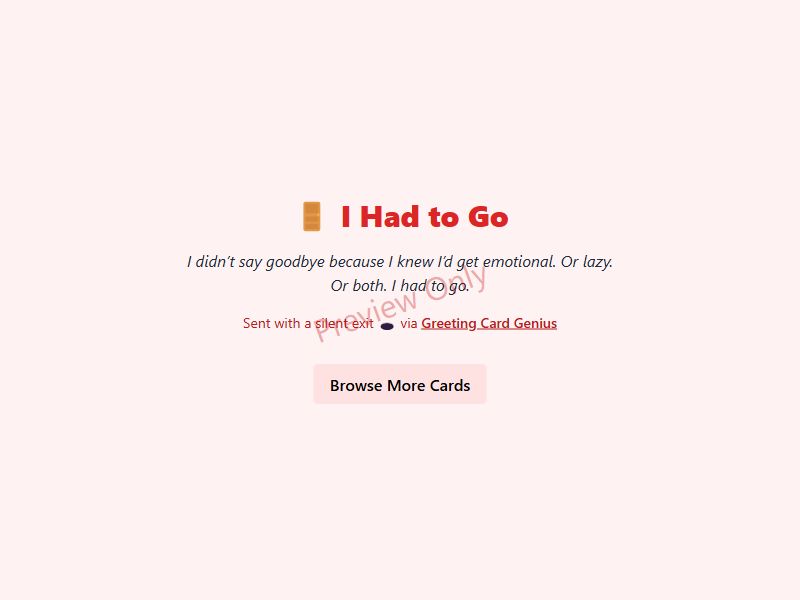 🚪 I Had to Go
I didn’t say goodbye because I knew I’d get emotional. Or lazy.
Or both. I had to go.
Preview Only
Sent with a silent exit 🕳️ via Greeting Card Genius
Browse More Cards